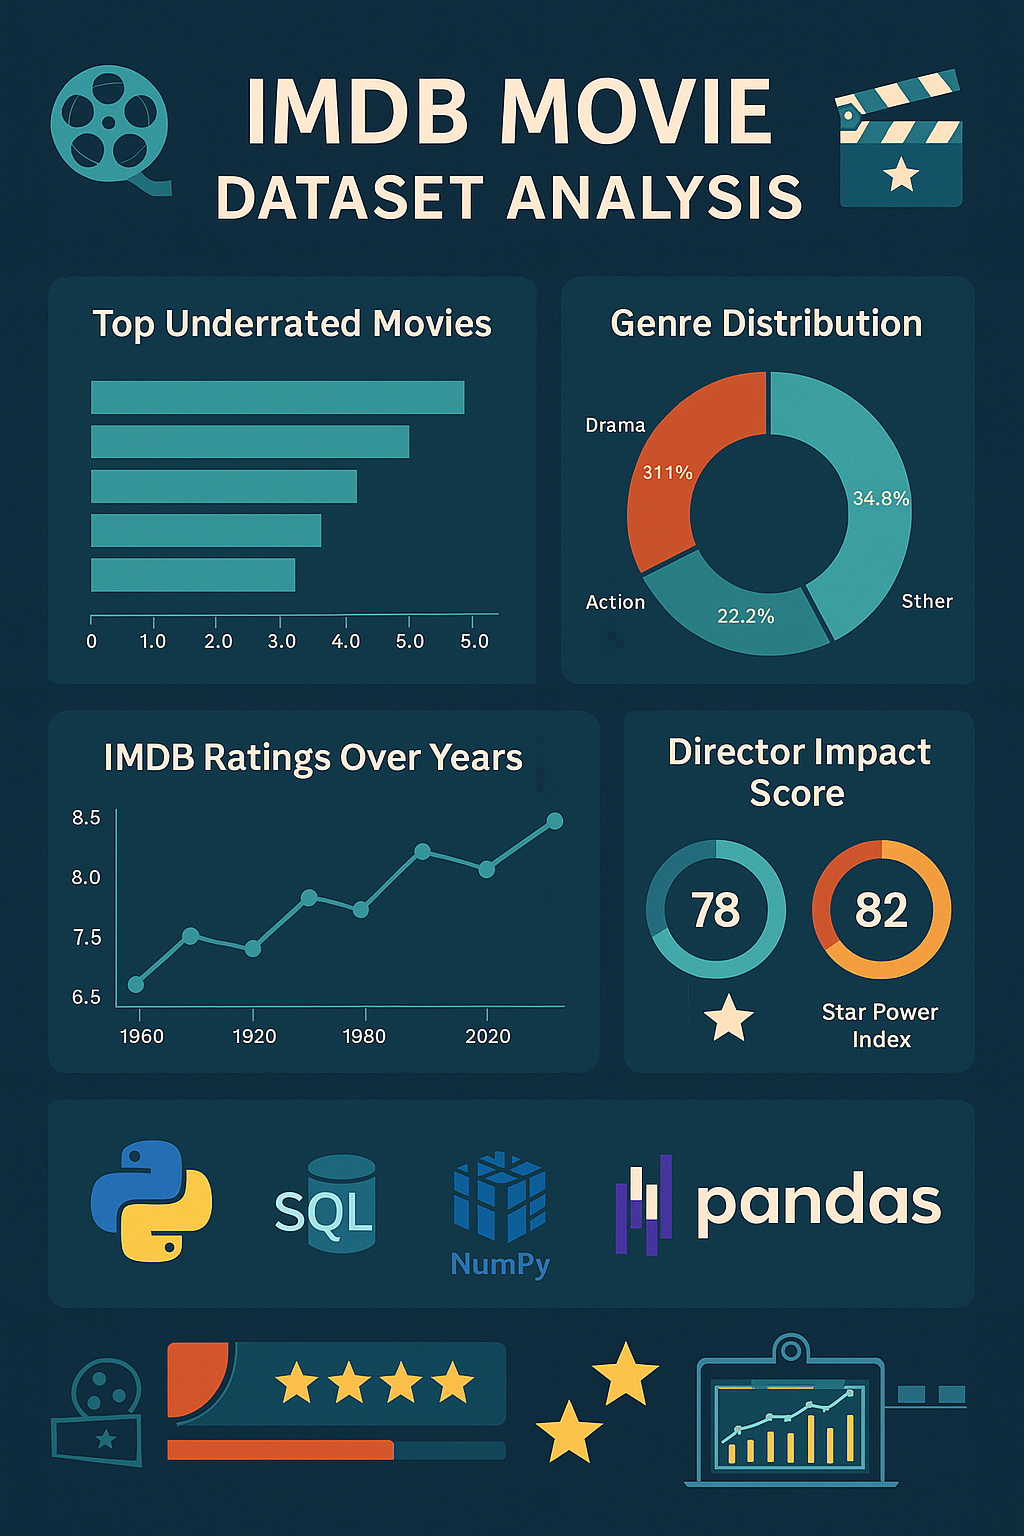 IMDB MOVIE
DATASET ANALYSIS
Top Underrated Movies
0 1.0 2.0 3.0 4.0 5.0 5.0
Genre Distribution
Drama
311%
34.8%
Action
Sther
22.2%
IMDB Ratings Over Years
8.5
8.0
7.5
6.5
1960 1920 1980 2020
Director Impact
Score
78 82
Star Power
Index
SQL
NumPy
pandas